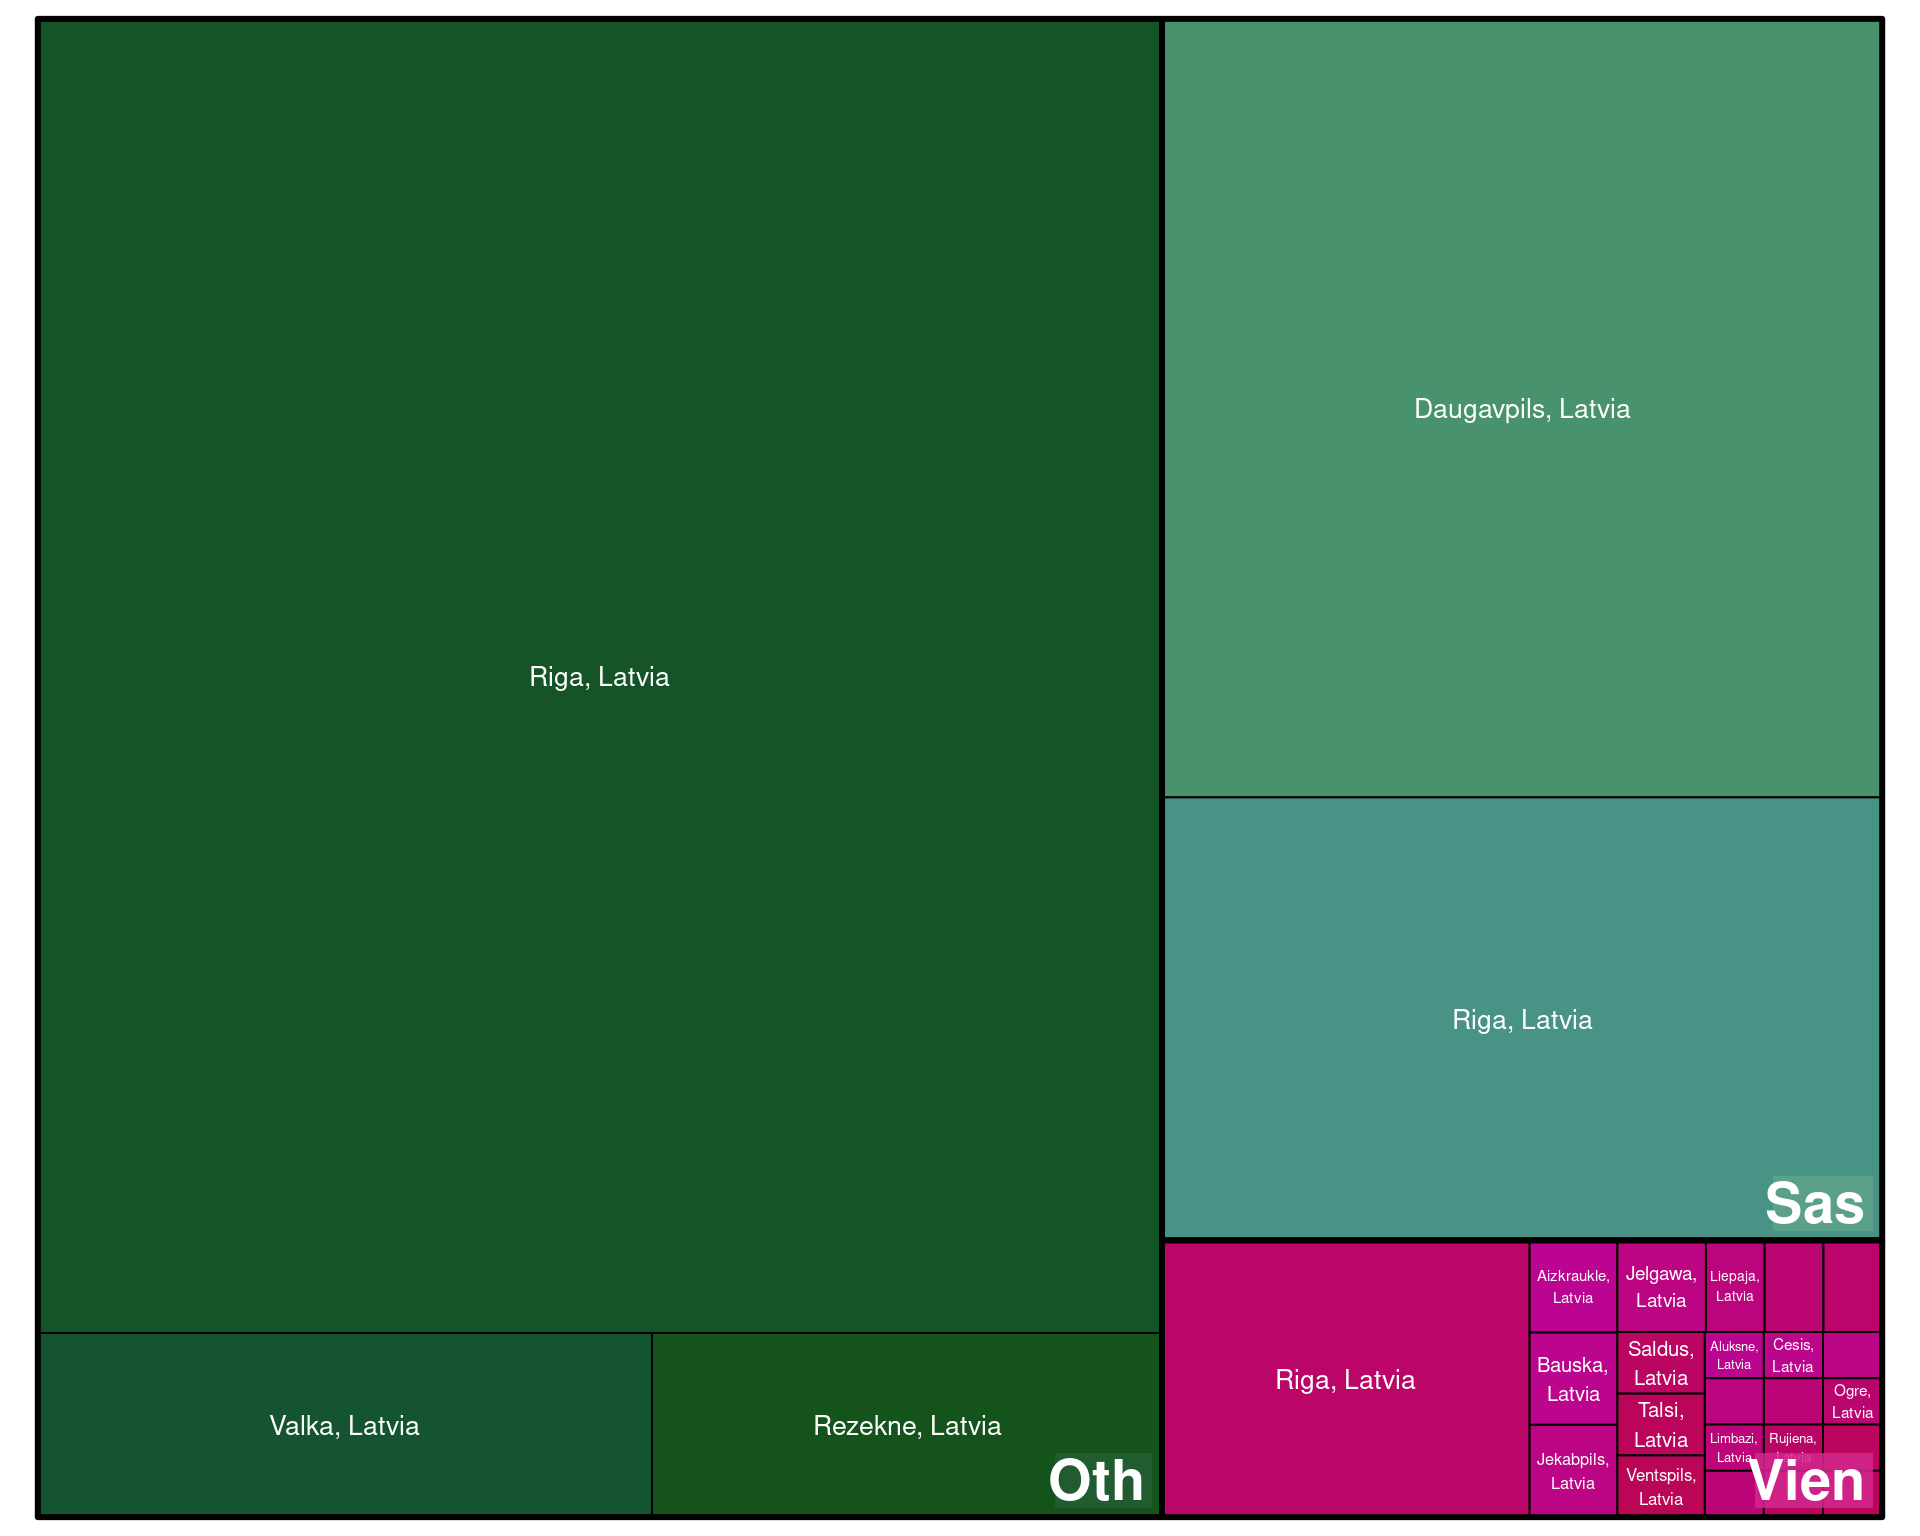 Riga, Latvia
Valka, Latvia
Rezekne, Latvia
Oth
Daugavpils, Latvia
Riga, Latvia
Sas
Riga, Latvia
Aizkraukle,
Latvia
Bauska,
Latvia
Jekabpils,
Latvia
Jelgawa,
Latvia
Saldus,
Latvia
Talsi,
Latvia
Ventspils,
Latvia
Liepaja,
Latvia
Aluksne,
Latvia
Cesis,
Latvia
Ogre,
Latvia
Limbazi,
Latvia
Rujiena,
Latvia
Vien